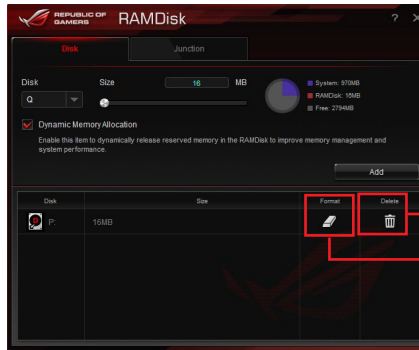 REPUBLIC OF
GAMERS
RAMDisk
?
Disk
Junction
Disk
Size
16
MB
Q
System: 970MB
RAMDisk: 16MB
Free: 2794MB
Dynamic Memory Allocation
Enable this item to dynamically release reserved memory in the RAMDisk to improve memory management and
system performance.
Add
Disk
Size
Format
Delete
P:
16MB